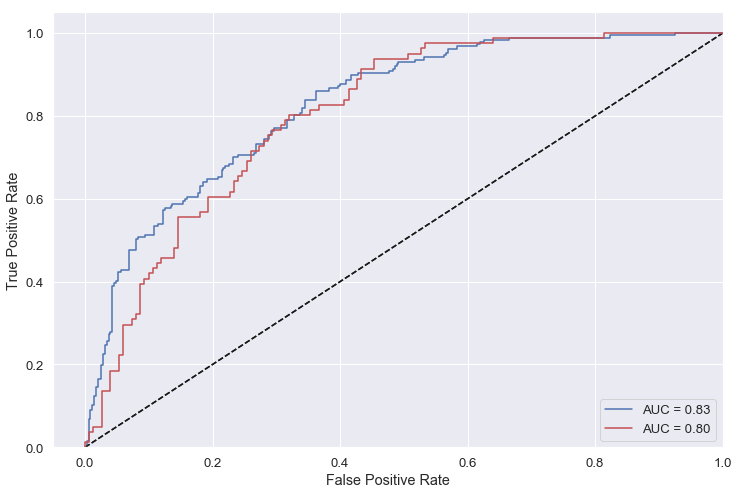 1.0
0.8
0.6
0.4
0.2
0.0
True Positive Rate
0.0 0.2 0.4 0.6 0.8 1.0
False Positive Rate
AUC = 0.83
AUC = 0.80